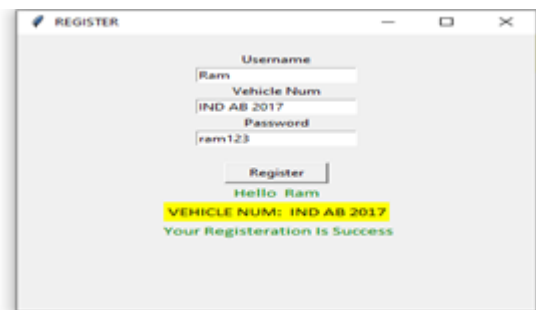 REGISTER
Username
Ram
Vehicle Num
IND AB 2017
Password
ram123
Register
Hello Ram
VEHICLE NUM: IND AB 2017
Your Registeration Is Success